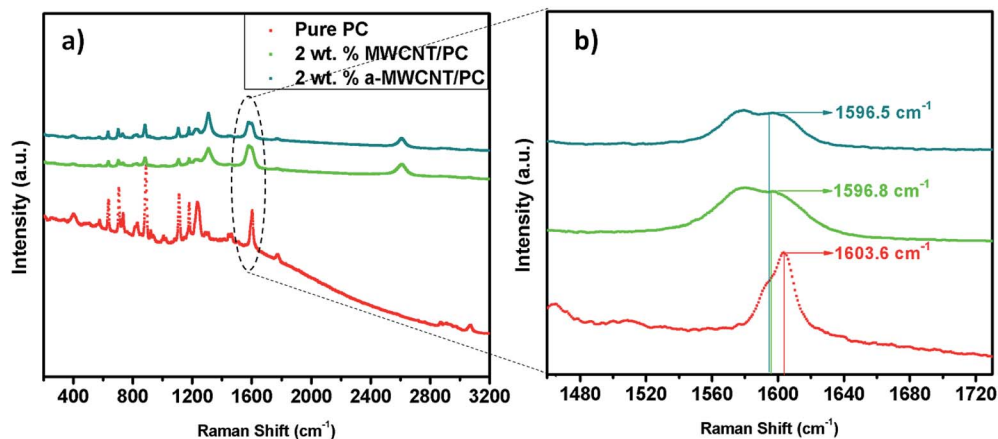 a)
Pure PC
2 wt. % MWCNT/PC
2 wt. % a-MWCNT/PC
Intensity (a.u.)
400 800 1200 1600 2000 2400 2800 3200
Raman Shift (cm⁻¹)
b)
1596.5 cm⁻¹
1596.8 cm⁻¹
1603.6 cm⁻¹
Intensity (a.u.)
1480 1520 1560 1600 1640 1680 1720
Raman Shift (cm⁻¹)